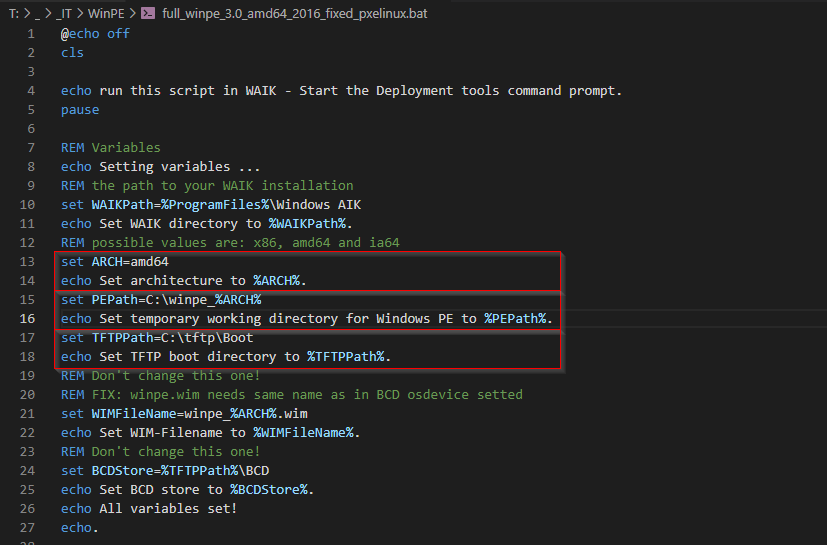 T: > _ > _IT > WinPE > full_winpe_3.0_amd64_2016_fixed_pxelinux.bat
1 @echo off
2 cls
3
4 echo run this script in WAIK - Start the Deployment tools command prompt.
5 pause
6
7 REM Variables
8 echo Setting variables ...
9 REM the path to your WAIK installation
10 set WAIKPath=%ProgramFiles%\Windows AIK
11 echo Set WAIK directory to %WAIKPath%.
12 REM possible values are: x86, amd64 and ia64
13 set ARCH=amd64
14 echo Set architecture to %ARCH%.
15 set PEPath=C:\winpe_%ARCH%
16 echo Set temporary working directory for Windows PE to %PEPath%.
17 set TFTPPath=C:\tftp\Boot
18 echo Set TFTP boot directory to %TFTPPath%.
19 REM Don't change this one!
20 REM FIX: winpe.wim needs same name as in BCD osdevice setted
21 set WIMFileName=winpe_%ARCH%.wim
22 echo Set WIM-Filename to %WIMFileName%.
23 REM Don't change this one!
24 set BCDStore=%TFTPPath%\BCD
25 echo Set BCD store to %BCDStore%.
26 echo All variables set!
27 echo.
28